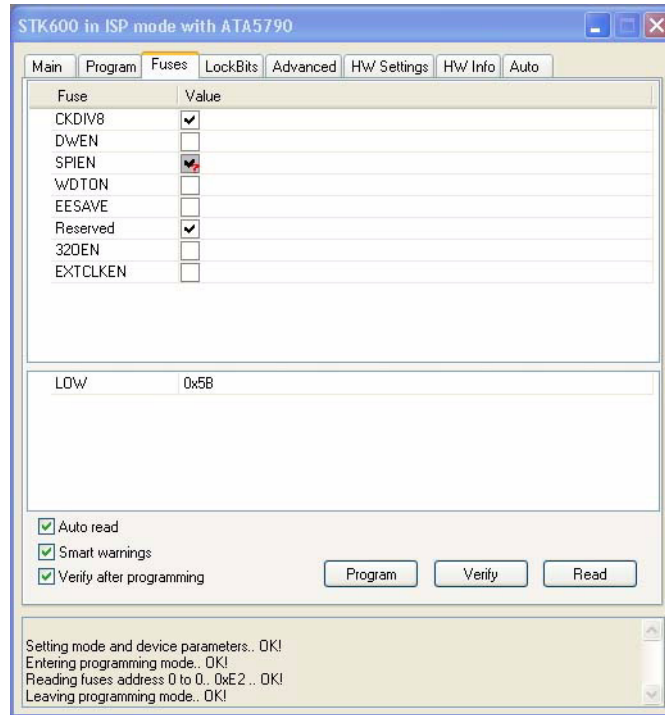 STK600 in ISP mode with ATA5790
Main Program Fuses LockBits Advanced HW Settings HW Info Auto
Fuse Value
CKDIV8
DWEN
SPIEN
WDTON
EESAVE
Reserved
32OEN
EXTCLKEN
LOW 0x5B
Auto read
Smart warnings
Verify after programming
Program Verify Read
Setting mode and device parameters.. OK!
Entering programming mode.. OK!
Reading fuses address 0 to 0.. 0xE2 .. OK!
Leaving programming mode.. OK!